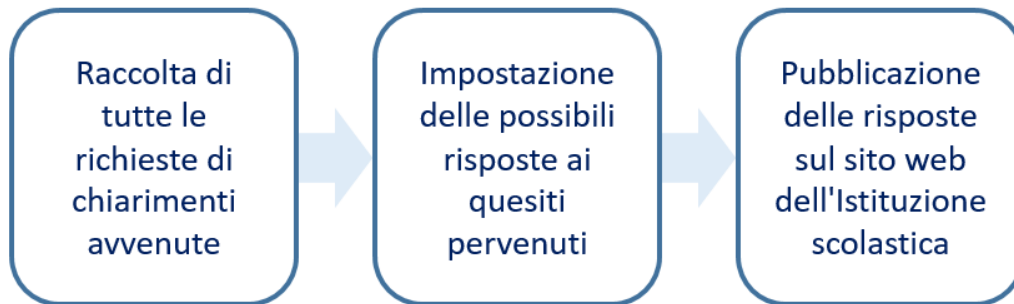 Raccolta di
tutte le
richieste di
chiarimenti
avvenute
Impostazione
delle possibili
risposte ai
quesiti
pervenuti
Pubblicazione
delle risposte
sul sito web
dell'Istituzione
scolastica